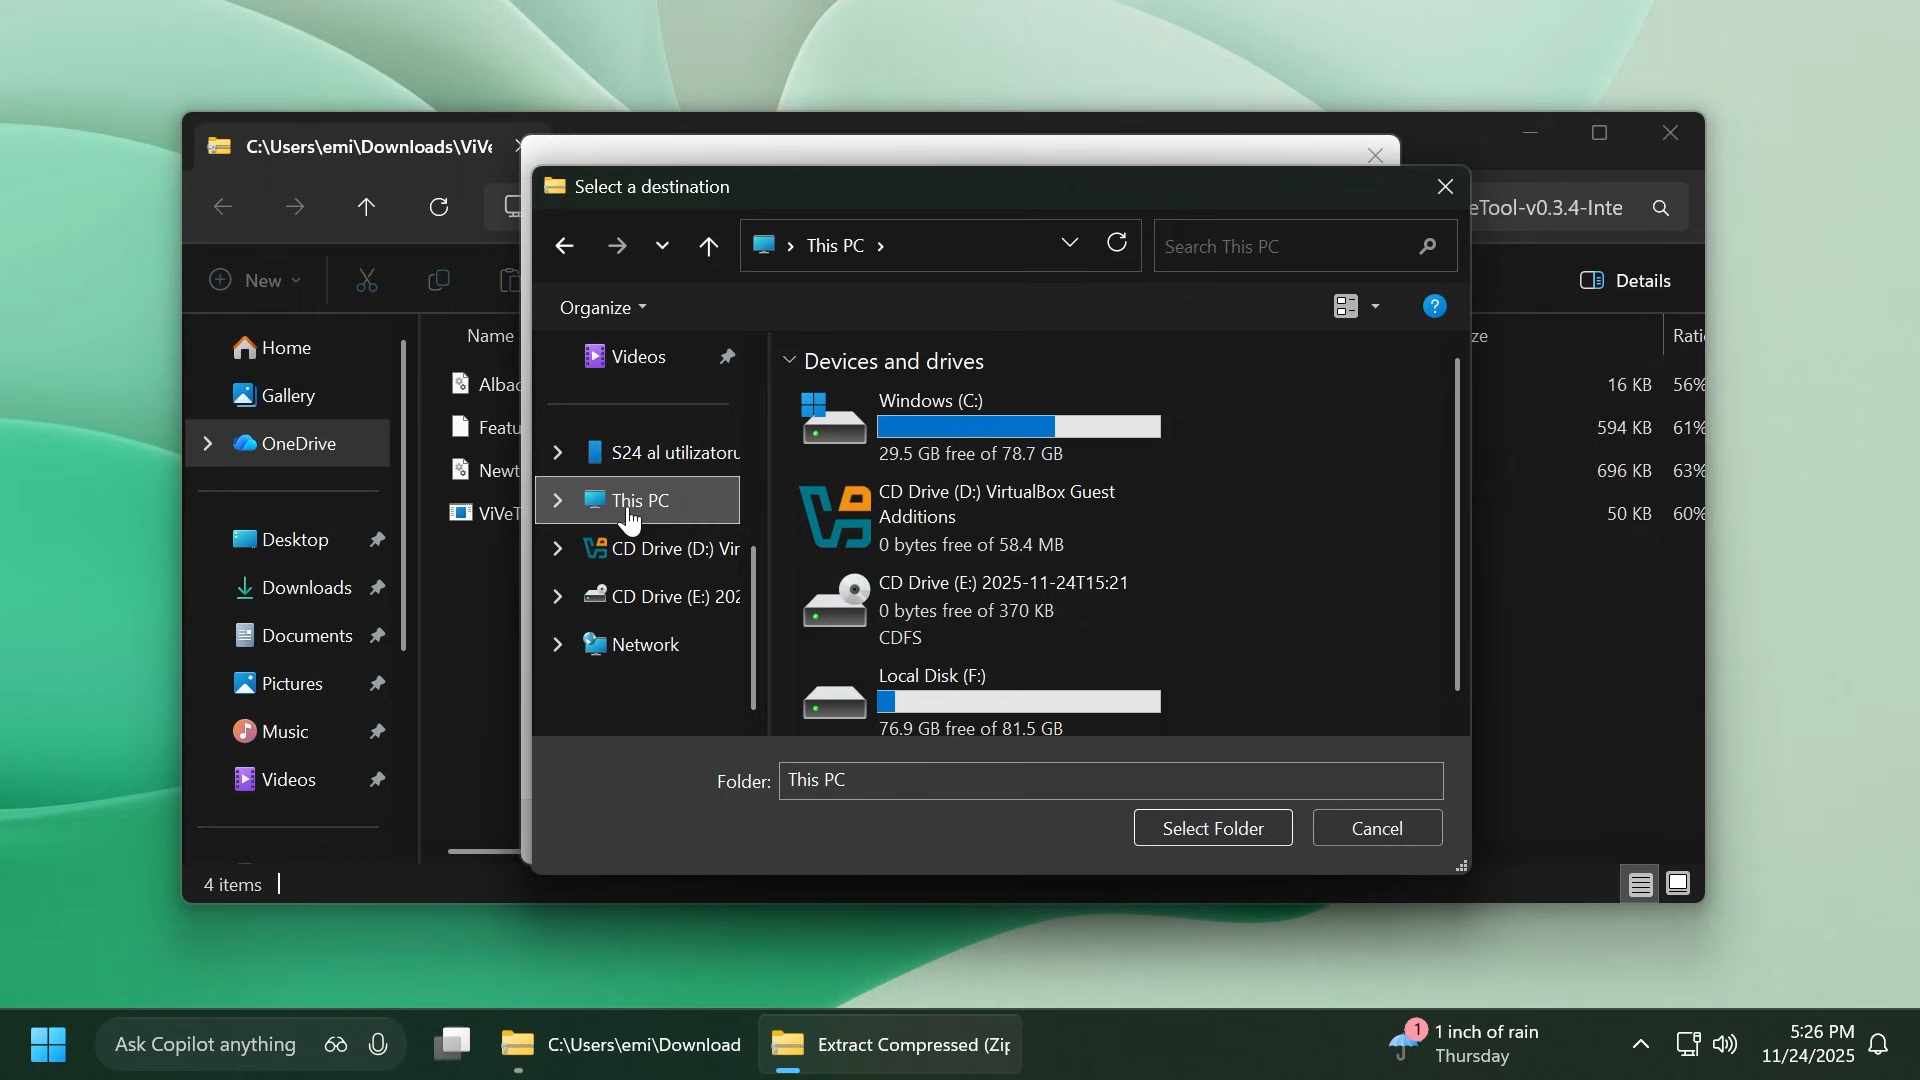 C:\Users\emi\Downloads\ViVe
Select a destination
This PC
Search This PC
eTool-v0.3.4-Inte
New
Organize
Details
Home
Gallery
OneDrive
Desktop
Downloads
Documents
Pictures
Music
Videos
4 items
Name
Albac
Featu
Newt
ViVeT
Videos
S24 al utilizatoru
This PC
CD Drive (D:) Vir
CD Drive (E:) 202
Network
Devices and drives
Windows (C:)
29.5 GB free of 78.7 GB
CD Drive (D:) VirtualBox Guest
Additions
0 bytes free of 58.4 MB
CD Drive (E:) 2025-11-24T15:21
0 bytes free of 370 KB
CDFS
Local Disk (F:)
76.9 GB free of 81.5 GB
Folder: This PC
Select Folder Cancel
ze Ratio
16 KB 56%
594 KB 61%
696 KB 63%
50 KB 60%
Ask Copilot anything
C:\Users\emi\Download
Extract Compressed (Zip
1
1 inch of rain
Thursday
5:26 PM
11/24/2025